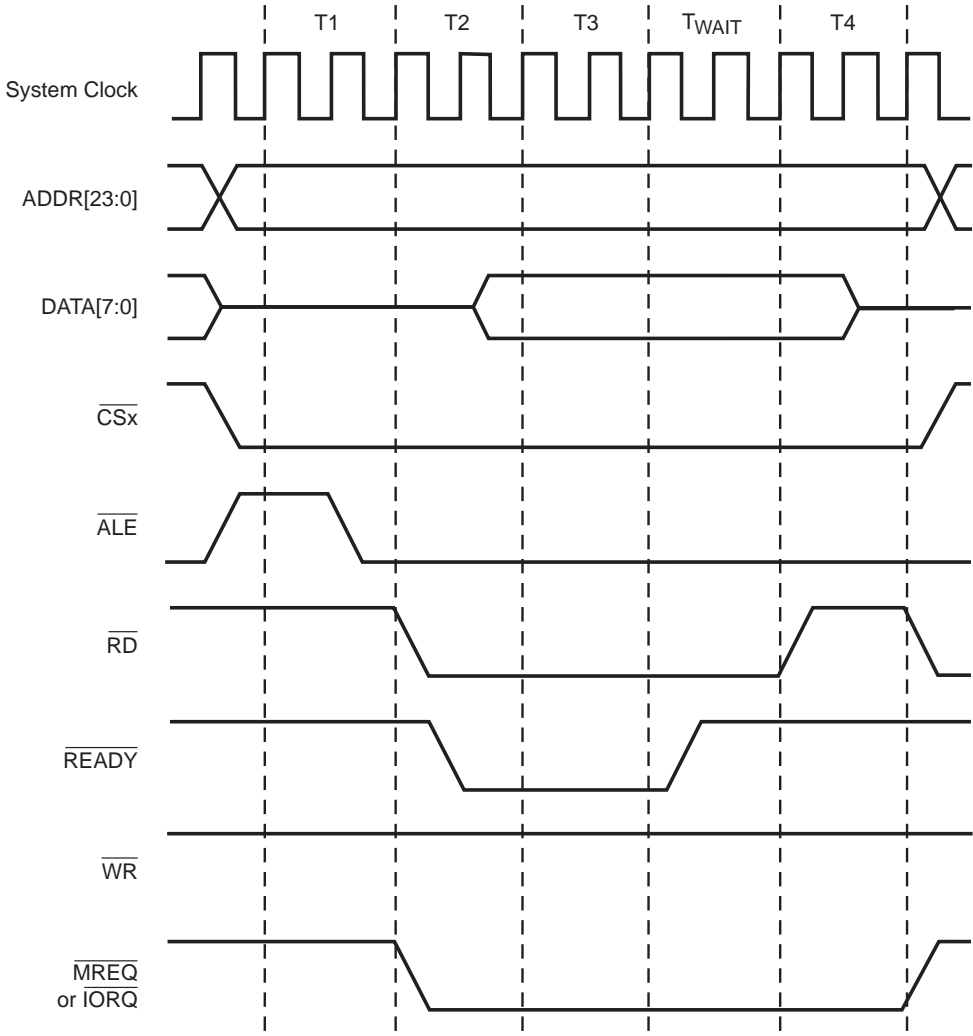 T1 T2 T3 TWAIT T4
System Clock
ADDR[23:0]
DATA[7:0]
CSx
ALE
RD
READY
WR
MREQ
or IORQ